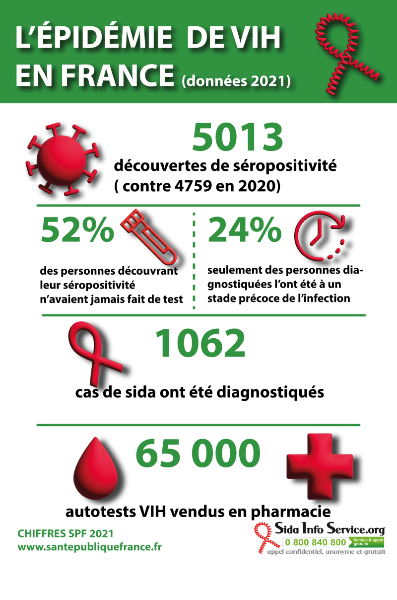 L'ÉPIDÉMIE DE VIH
EN FRANCE (données 2021)
5013
découvertes de séropositivité
( contre 4759 en 2020)
52%
des personnes découvrant
leur séropositivité
n'avaient jamais fait de test
24%
seulement des personnes dia-
gnostiquées l'ont été à un
stade précoce de l'infection
1062
cas de sida ont été diagnostiqués
65 000
autotests VIH vendus en pharmacie
CHIFFRES SPF 2021
www.santepubliquefrance.fr
Sida Info Service.org
0 800 840 800 Service & appel gratuits
appel confidentiel, anonyme et gratuit